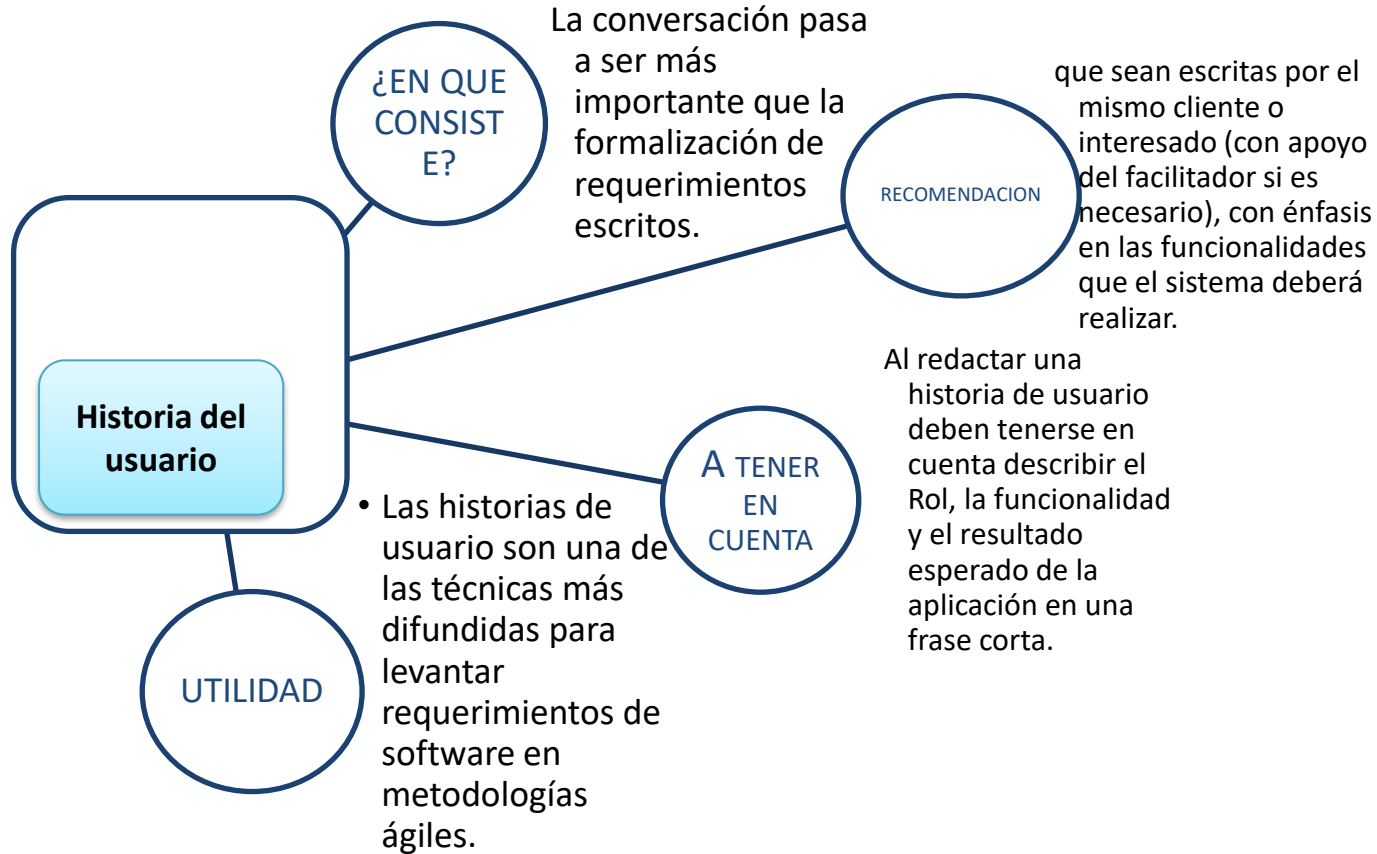 ¿EN QUE
CONSIST
E?
La conversación pasa
a ser más
importante que la
formalización de
requerimientos
escritos.
RECOMENDACION
que sean escritas por el
mismo cliente o
interesado (con apoyo
del facilitador si es
necesario), con énfasis
en las funcionalidades
que el sistema deberá
realizar.
Historia del
usuario
A TENER
EN
CUENTA
Al redactar una
historia de usuario
deben tenerse en
cuenta describir el
Rol, la funcionalidad
y el resultado
esperado de la
aplicación en una
frase corta.
UTILIDAD
• Las historias de
usuario son una de
las técnicas más
difundidas para
levantar
requerimientos de
software en
metodologías
ágiles.